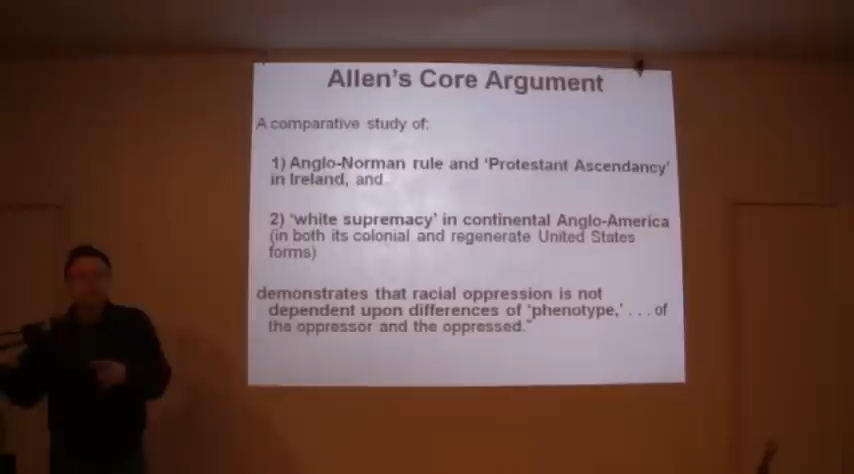 Allen's Core Argument
A comparative study of:
1) Anglo-Norman rule and 'Protestant Ascendancy'
in Ireland, and
2) 'white supremacy' in continental Anglo-America
(in both its colonial and regenerate United States
forms)
demonstrates that racial oppression is not
dependent upon differences of 'phenotype,' . . . of
the oppressor and the oppressed."